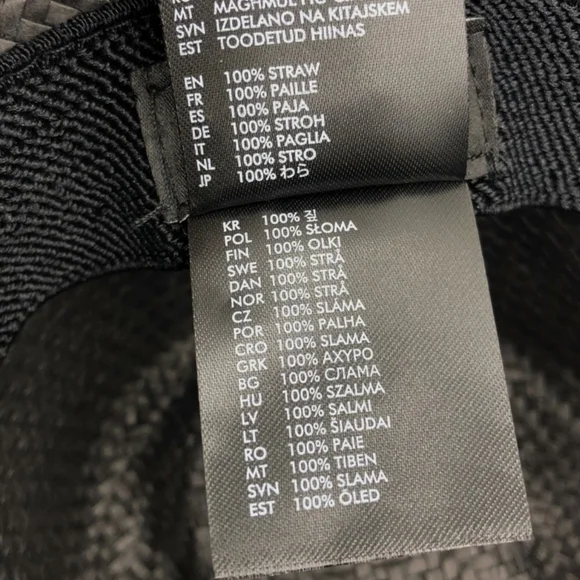 MT
SVN IZDELANO NA KITAJSKEM
EST TOODETUD HIINAS
EN 100% STRAW
FR 100% PAILLE
ES 100% PAJA
DE 100% STROH
IT 100% PAGLIA
NL 100% STRO
JP 100% わら
KR 100% 짚
POL 100% SŁOMA
FIN 100% OLKI
SWE 100% STRÅ
DAN 100% STRÅ
NOR 100% STRÅ
CZ 100% SLÁMA
POR 100% PALHA
CRO 100% SLAMA
GRK 100% ΑΧΥΡΟ
BG 100% СЛАМА
HU 100% SZALMA
LV 100% SALMI
LT 100% ŠIAUDAI
RO 100% PAIE
MT 100% TIBEN
SVN 100% SLAMA
EST 100% ÕLED